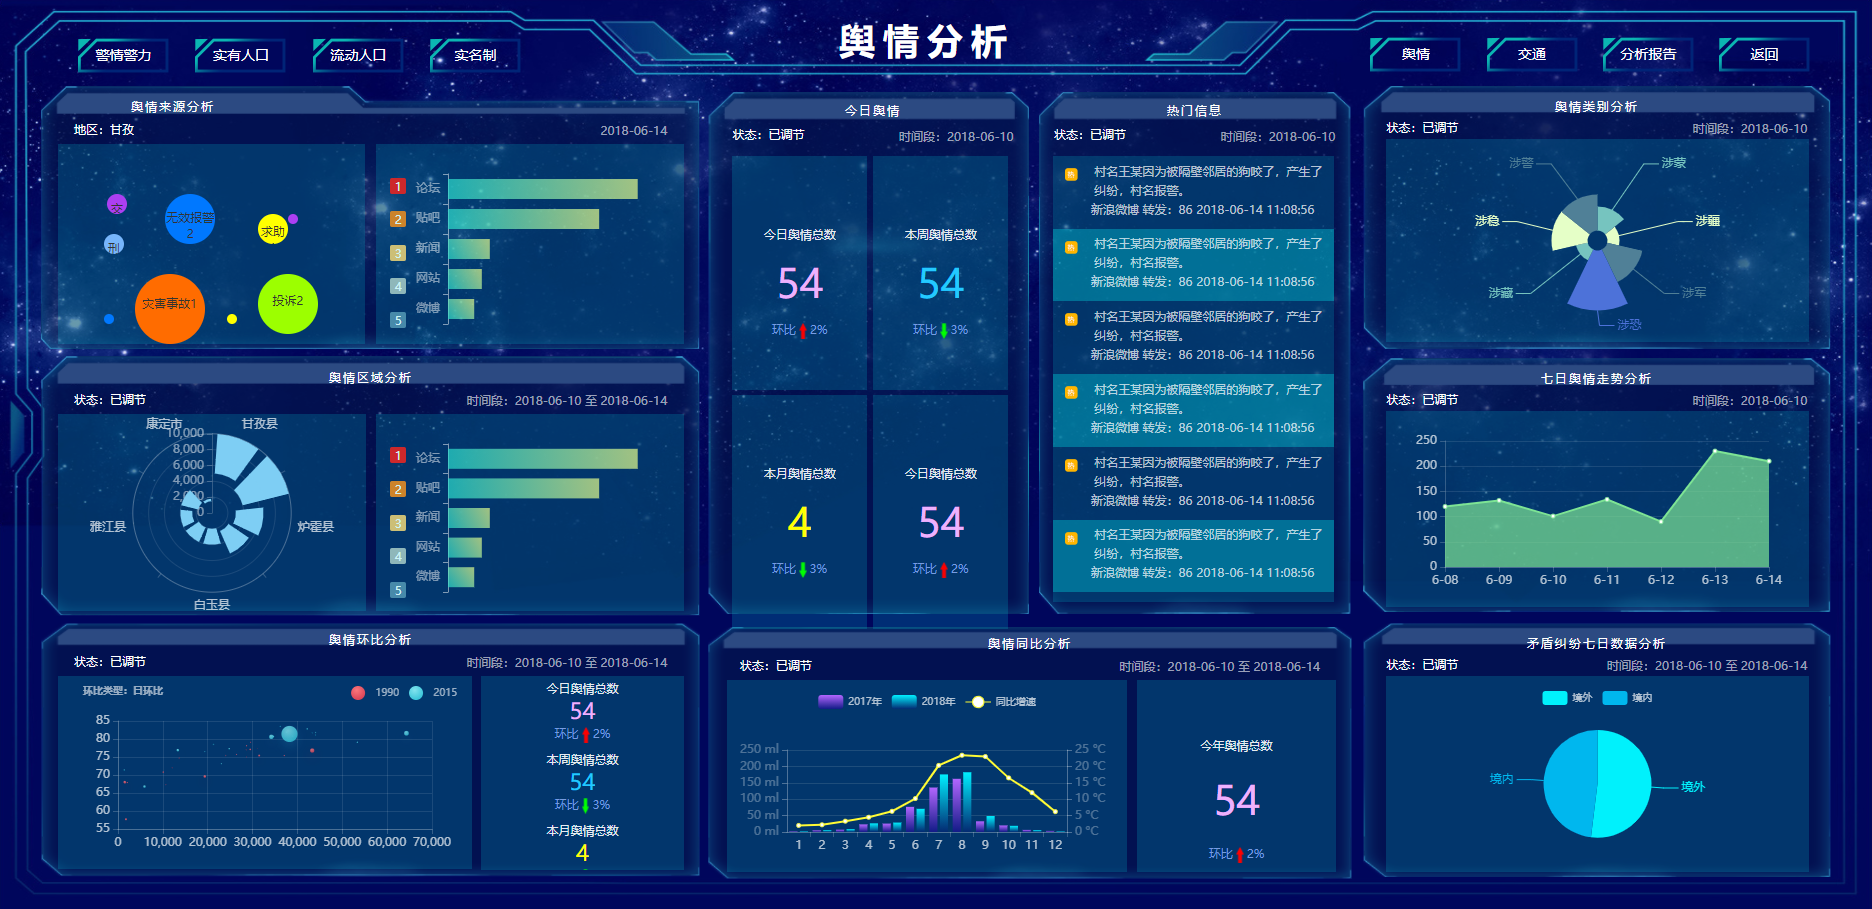 舆情分析
警情警力
实有人口
流动人口
实名制
舆情
交通
分析报告
返回
舆情来源分析
地区：甘孜
2018-06-14
交
无效报警
2
求助
刑
灾害事故1
投诉2
1 论坛
2 贴吧
3 新闻
4 网站
5 微博
舆情区域分析
状态：已调节
时间段：2018-06-10 至 2018-06-14
康定市
甘孜县
炉霍县
白玉县
雅江县
10,000
8,000
6,000
4,000
2,000
0
1 论坛
2 贴吧
3 新闻
4 网站
5 微博
舆情环比分析
状态：已调节
时间段：2018-06-10 至 2018-06-14
环比类型：日环比
1990
2015
85
80
75
70
65
60
55
0 10,000 20,000 30,000 40,000 50,000 60,000 70,000
今日舆情总数
54
环比 2%
本周舆情总数
54
环比 3%
本月舆情总数
4
今日舆情
状态：已调节
时间段：2018-06-10
今日舆情总数
54
环比 2%
本周舆情总数
54
环比 3%
本月舆情总数
4
环比 3%
今日舆情总数
54
环比 2%
热门信息
状态：已调节
时间段：2018-06-10
热 村名王某因为被隔壁邻居的狗咬了，产生了
纠纷，村名报警。
新浪微博 转发：86 2018-06-14 11:08:56
热 村名王某因为被隔壁邻居的狗咬了，产生了
纠纷，村名报警。
新浪微博 转发：86 2018-06-14 11:08:56
热 村名王某因为被隔壁邻居的狗咬了，产生了
纠纷，村名报警。
新浪微博 转发：86 2018-06-14 11:08:56
热 村名王某因为被隔壁邻居的狗咬了，产生了
纠纷，村名报警。
新浪微博 转发：86 2018-06-14 11:08:56
热 村名王某因为被隔壁邻居的狗咬了，产生了
纠纷，村名报警。
新浪微博 转发：86 2018-06-14 11:08:56
热 村名王某因为被隔壁邻居的狗咬了，产生了
纠纷，村名报警。
新浪微博 转发：86 2018-06-14 11:08:56
舆情同比分析
状态：已调节
时间段：2018-06-10 至 2018-06-14
2017年
2018年
同比增速
250 ml
200 ml
150 ml
100 ml
50 ml
0 ml
25 °C
20 °C
15 °C
10 °C
5 °C
0 °C
1 2 3 4 5 6 7 8 9 10 11 12
今年舆情总数
54
环比 2%
舆情类别分析
状态：已调节
时间段：2018-06-10
涉警
涉蒙
涉稳
涉疆
涉藏
涉军
涉恐
七日舆情走势分析
状态：已调节
时间段：2018-06-10
250
200
150
100
50
0
6-08 6-09 6-10 6-11 6-12 6-13 6-14
矛盾纠纷七日数据分析
状态：已调节
时间段：2018-06-10 至 2018-06-14
境外
境内
境内
境外